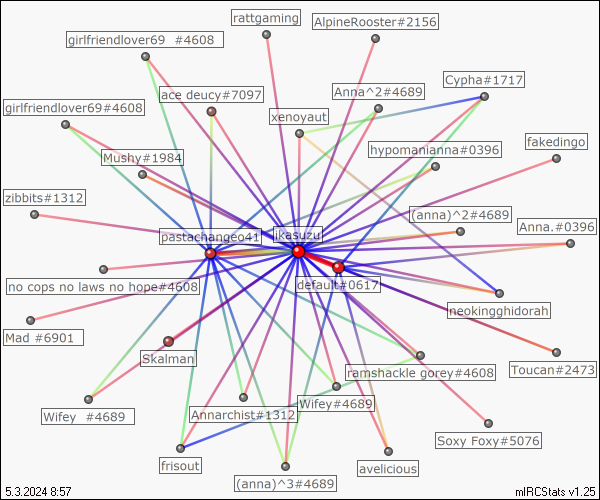 rattgaming
AlpineRooster#2156
girlfriendlover69  #4608
Cypha#1717
Anna^2#4689
ace deucy#7097
girlfriendlover69#4608
xenoyaut
fakedingo
hypomanianna#0396
Mushy#1984
zibbits#1312
(anna)^2#4689
Anna.#0396
pastachangeo41
ikasuzu
default#0617
no cops no laws no hope#4608
neokingghidorah
Mad #6901
Skalman
ramshackle gorey#4608
Toucan#2473
Wifey  #4689
Annarchist#1312
Wifey#4689
Soxy Foxy#5076
frisout
avelicious
(anna)^3#4689
5.3.2024 8:57
mIRCStats v1.25